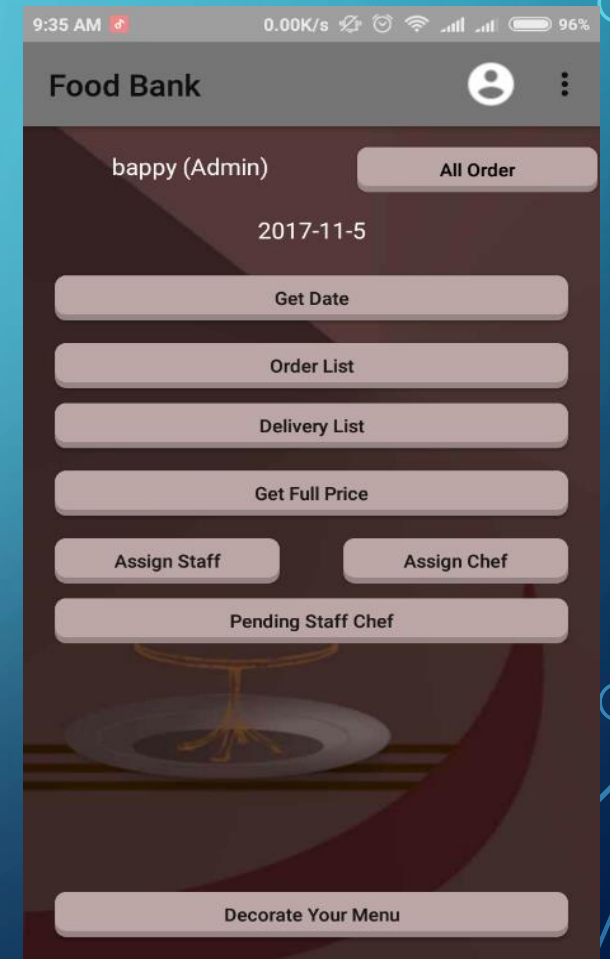 9:35 AM 0.00K/s 96%
Food Bank
bappy (Admin) All Order
2017-11-5
Get Date
Order List
Delivery List
Get Full Price
Assign Staff Assign Chef
Pending Staff Chef
Decorate Your Menu